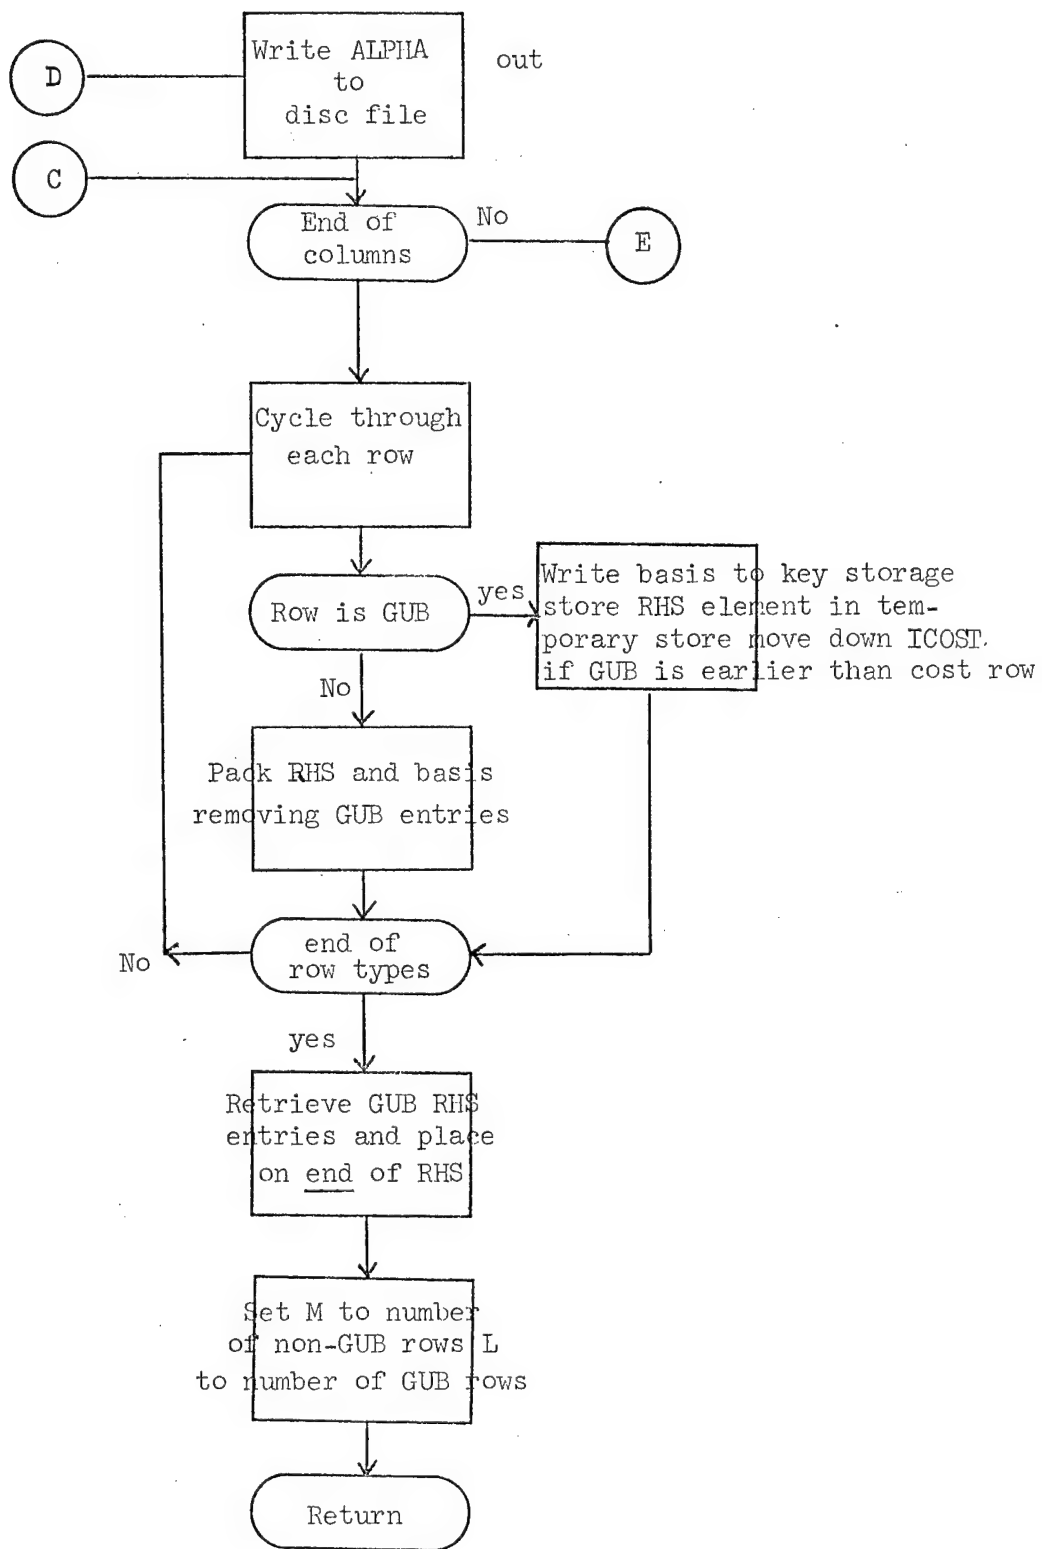 D
Write ALPHA
to
disc file
out
C
End of
columns
No
E
Cycle through
each row
Row is GUB
yes
Write basis to key storage
store RHS element in tem-
porary store move down ICOST.
if GUB is earlier than cost row
No
Pack RHS and basis
removing GUB entries
end of
row types
No
yes
Retrieve GUB RHS
entries and place
on end of RHS
Set M to number
of non-GUB rows L
to number of GUB rows
Return